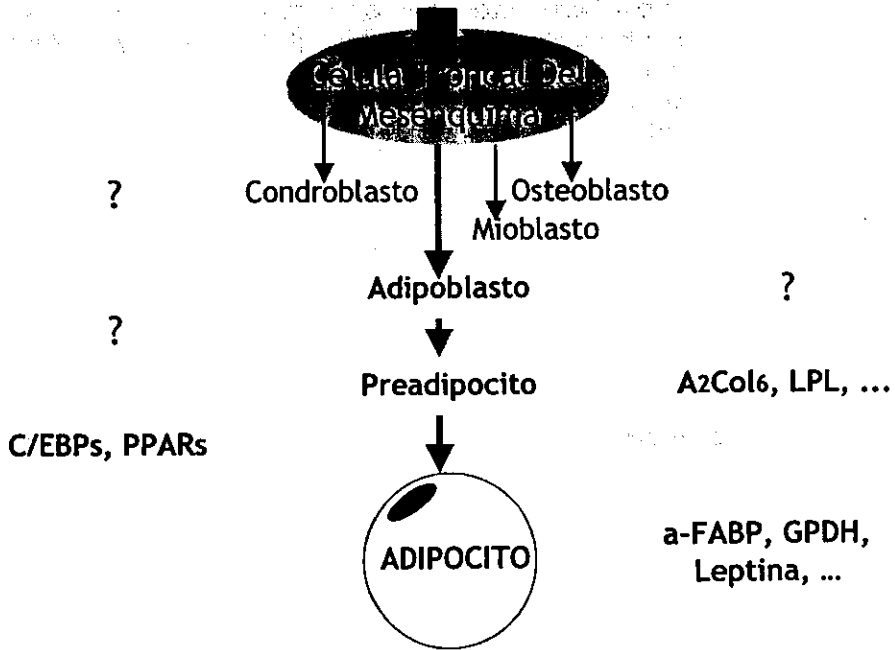 Célula Troncal Del
Mesénquima
?
Condroblasto
Osteoblasto
Mioblasto
Adipoblasto
?
?
Preadipocito
A2Col6, LPL, ...
C/EBPs, PPARs
ADIPOCITO
a-FABP, GPDH,
Leptina, ...